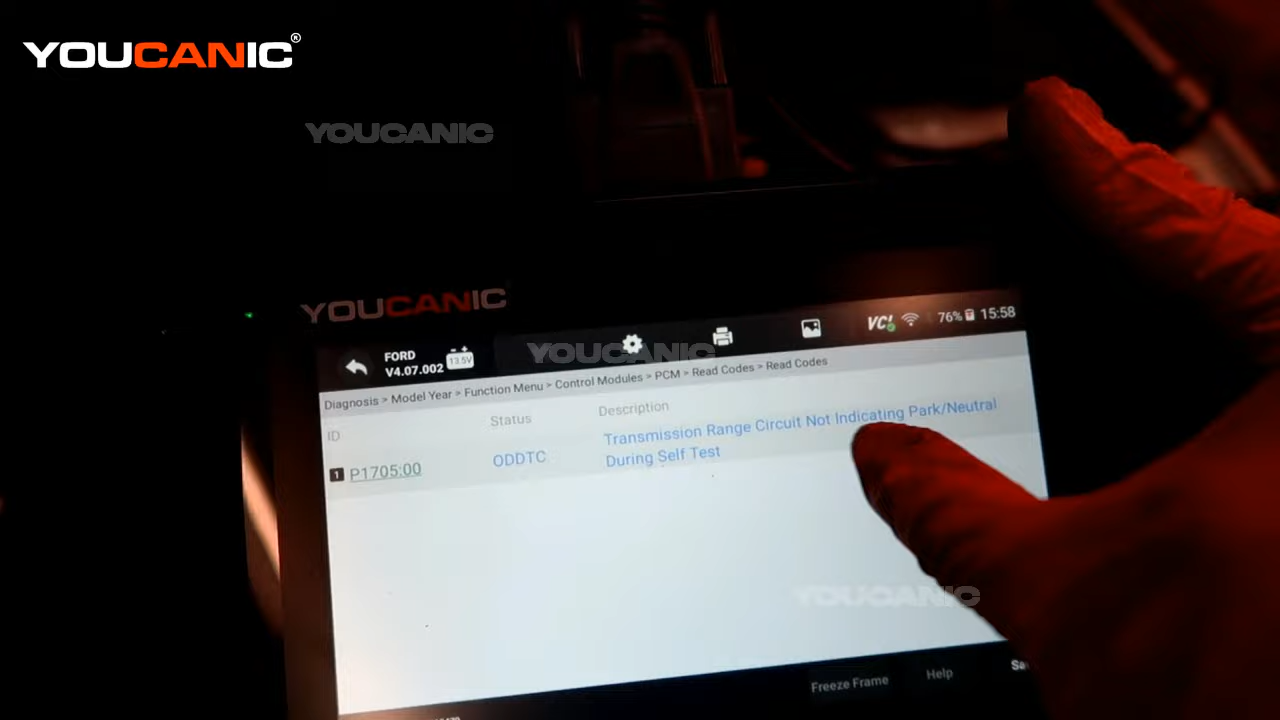 YOUCANIC®
YOUCANIC
YOUCANIC
YOUCANIC
FORD
V4.07.002
13.5V
VCI
76%
15:58
Diagnosis > Model Year > Function Menu > Control Modules > PCM > Read Codes > Read Codes
ID
Status
Description
1
P1705:00
ODDTC
Transmission Range Circuit Not Indicating Park/Neutral
During Self Test
YOUCANIC
Freeze Frame
Help